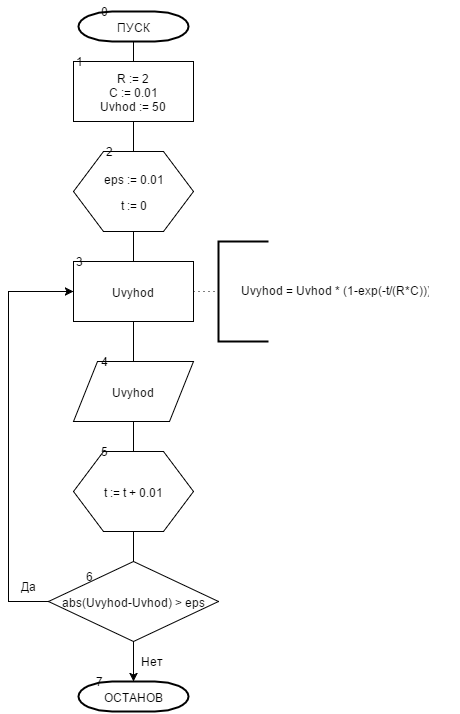 0
ПУСК
1
R := 2
C := 0.01
Uvhod := 50
2
eps := 0.01
t := 0
3
Uvyhod
Uvyhod = Uvhod * (1-exp(-t/(R*C)))
4
Uvyhod
5
t := t + 0.01
6
Да
abs(Uvyhod-Uvhod) > eps
Нет
7
ОСТАНОВ